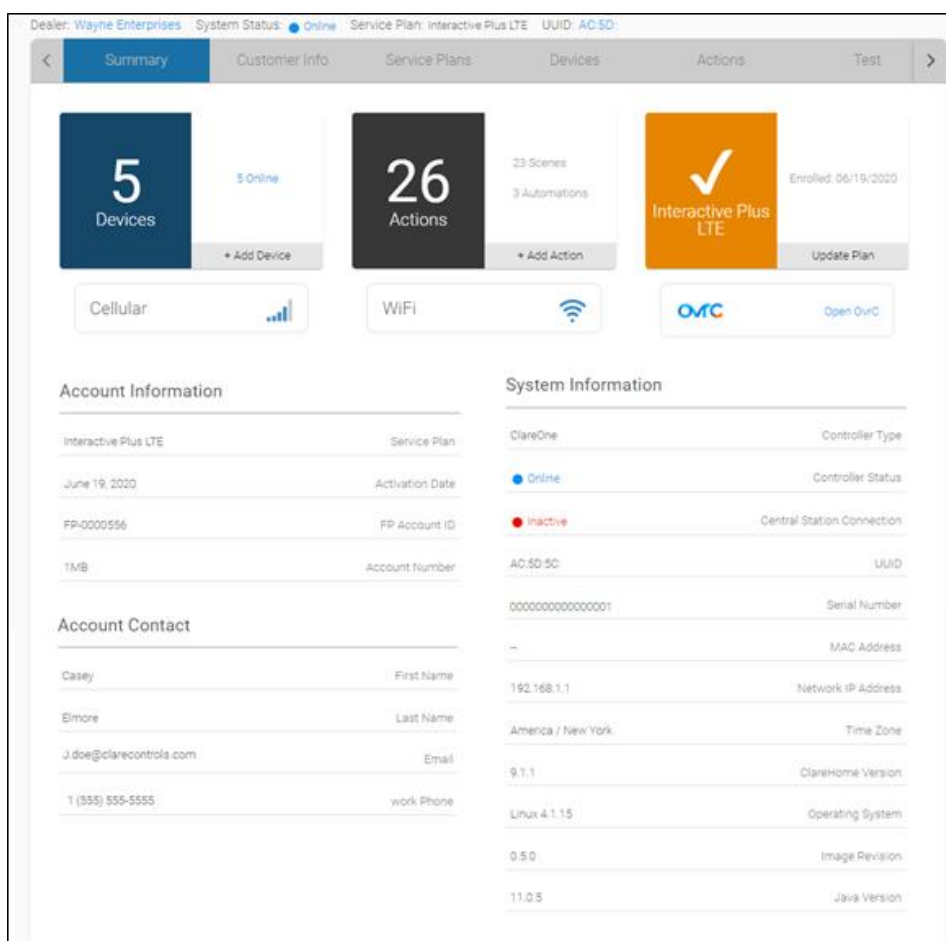 Dealer: Wayne Enterprises System Status: Online Service Plan: Interactive Plus LTE UUID: AC:5D:
Summary Customer Info Service Plans Devices Actions Test
5
Devices
5 Online
+ Add Device
26
Actions
23 Scenes
3 Automations
+ Add Action
Interactive Plus
LTE
Enrolled: 06/19/2020
Update Plan
Cellular
WiFi
OvrC Open OvrC
Account Information
Interactive Plus LTE Service Plan
June 19, 2020 Activation Date
FP-0000556 FP Account ID
1MB Account Number
Account Contact
Casey First Name
Elmore Last Name
J.doe@clarecontrols.com Email
1 (555) 555-5555 work Phone
System Information
ClareOne Controller Type
Online Controller Status
Inactive Central Station Connection
AC:5D:5C: UUID
0000000000000001 Serial Number
-- MAC Address
192.168.1.1 Network IP Address
America / New York Time Zone
9.1.1 ClareHome Version
Linux 4.1.15 Operating System
0.5.0 Image Revision
11.0.5 Java Version